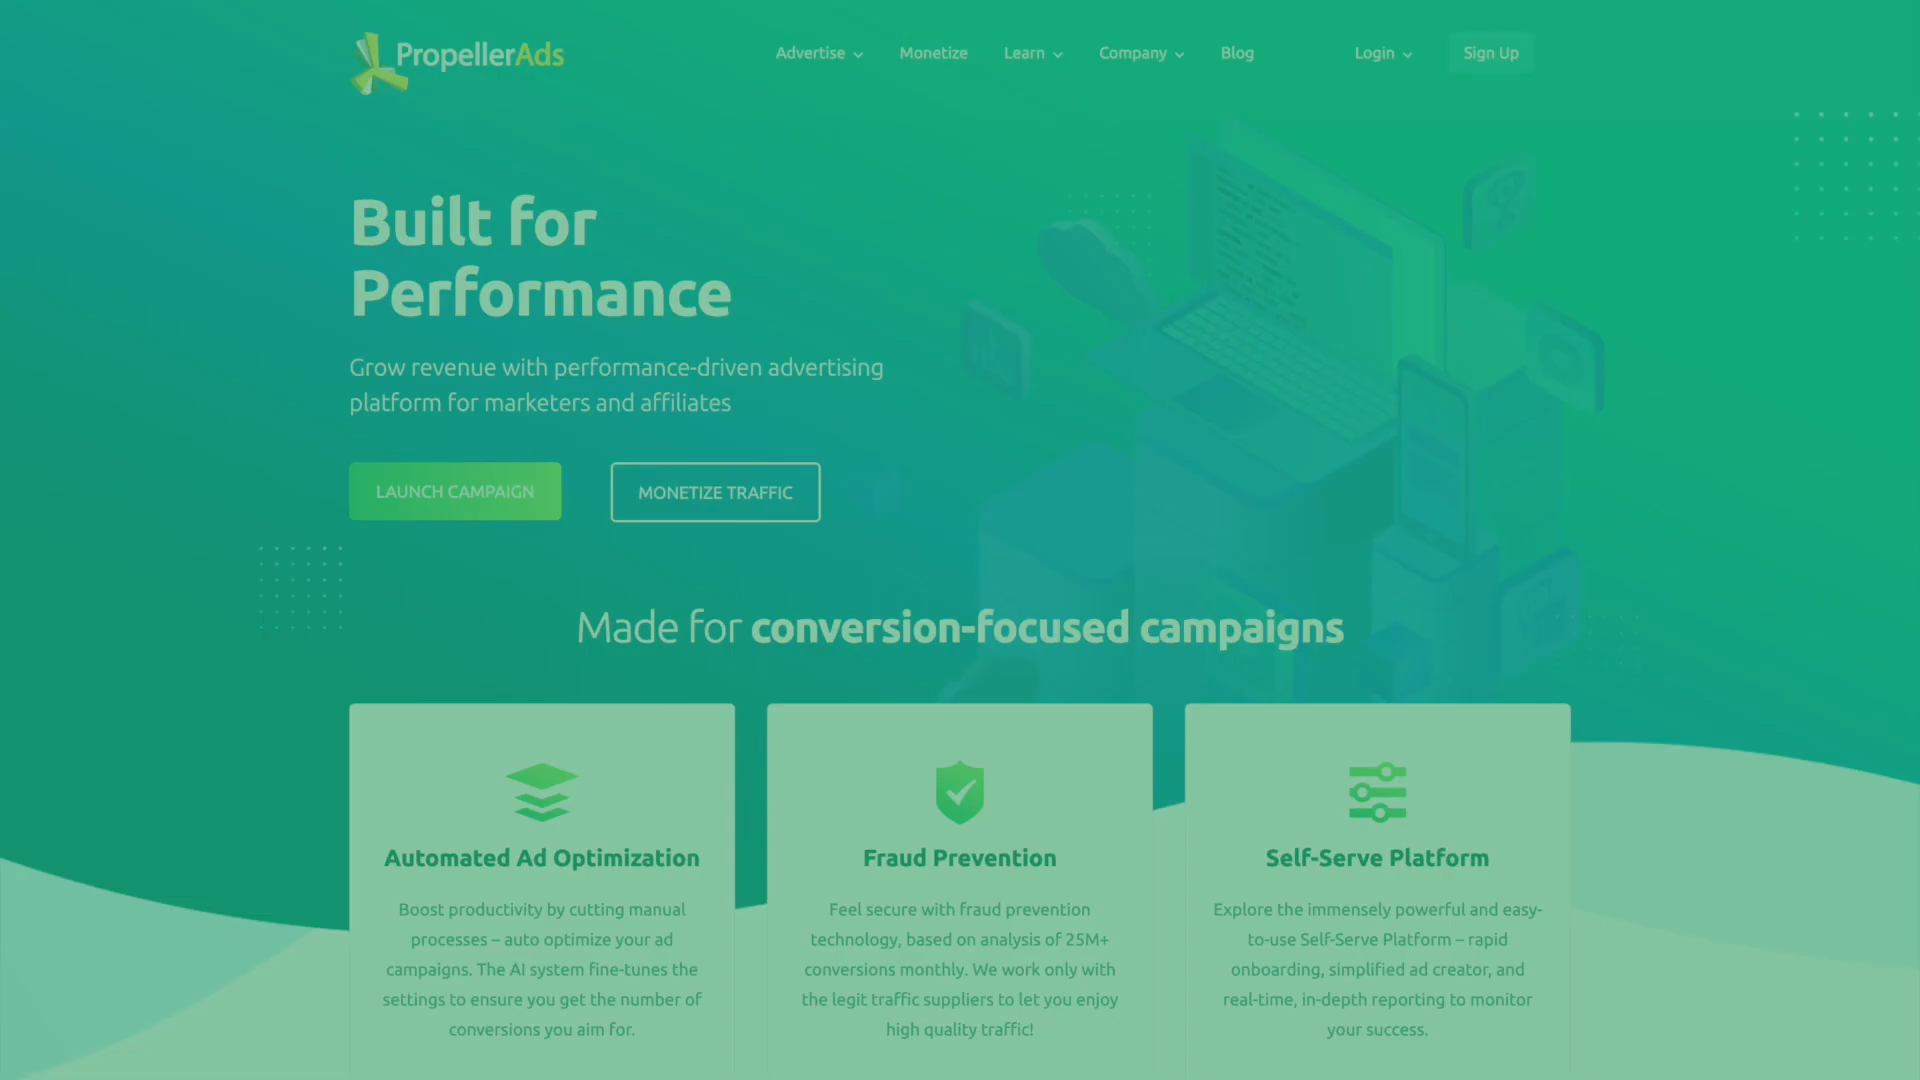 PropellerAds
Advertise
Monetize
Learn
Company
Blog
Login
Sign Up
Built for
Performance
Grow revenue with performance-driven advertising
platform for marketers and affiliates
LAUNCH CAMPAIGN
MONETIZE TRAFFIC
Made for conversion-focused campaigns
Automated Ad Optimization
Boost productivity by cutting manual
processes – auto optimize your ad
campaigns. The AI system fine-tunes the
settings to ensure you get the number of
conversions you aim for.
Fraud Prevention
Feel secure with fraud prevention
technology, based on analysis of 25M+
conversions monthly. We work only with
the legit traffic suppliers to let you enjoy
high quality traffic!
Self-Serve Platform
Explore the immensely powerful and easy-
to-use Self-Serve Platform – rapid
onboarding, simplified ad creator, and
real-time, in-depth reporting to monitor
your success.